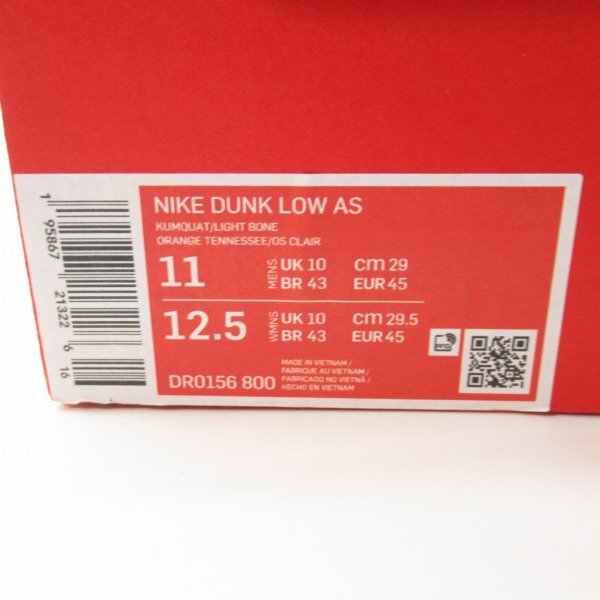 NIKE DUNK LOW AS
KUMQUAT/LIGHT BONE
ORANGE TENNESSEE/OS CLAIR
11 MENS UK 10 cm 29
BR 43 EUR 45
12.5 WMNS UK 10 cm 29.5
BR 43 EUR 45
DR0156 800
MADE IN VIETNAM/
FABRIQUE AU VIETNAM/
FABRICADO NO VIETNÃ/
HECHO EN VIETNAM
RFID
1 95867 21322 6 16